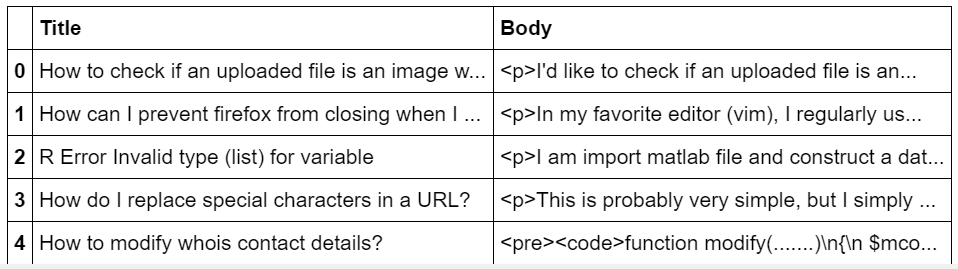 Title Body
0 How to check if an uploaded file is an image w... <p>I'd like to check if an uploaded file is an...
1 How can I prevent firefox from closing when I ... <p>In my favorite editor (vim), I regularly us...
2 R Error Invalid type (list) for variable <p>I am import matlab file and construct a dat...
3 How do I replace special characters in a URL? <p>This is probably very simple, but I simply ...
4 How to modify whois contact details? <pre><code>function modify(.......)\n{\n $mco...